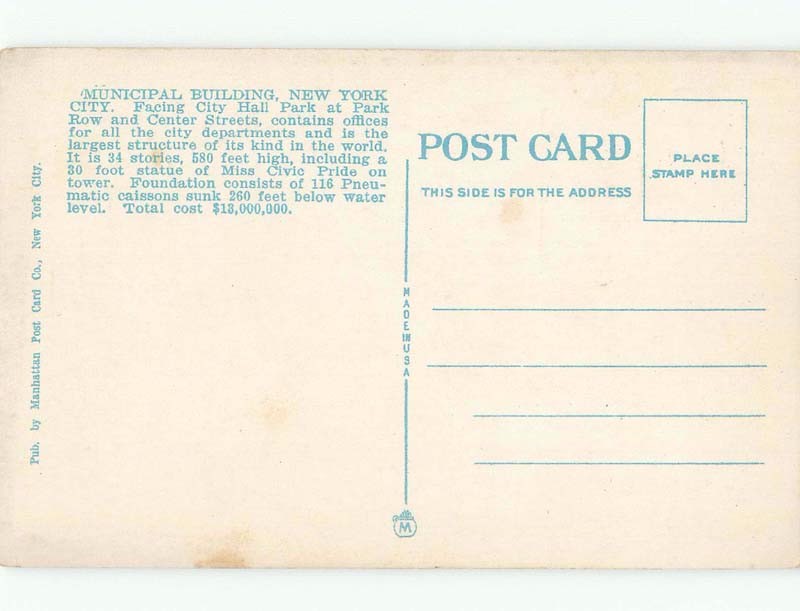 MUNICIPAL BUILDING, NEW YORK
CITY. Facing City Hall Park at Park
Row and Center Streets, contains offices
for all the city departments and is the
largest structure of its kind in the world.
It is 34 stories, 580 feet high, including a
30 foot statue of Miss Civic Pride on
tower. Foundation consists of 116 Pneu-
matic caissons sunk 260 feet below water
level. Total cost $13,000,000.
Pub. by Manhattan Post Card Co., New York City.
MADE IN USA
M
POST CARD
THIS SIDE IS FOR THE ADDRESS
PLACE
STAMP HERE